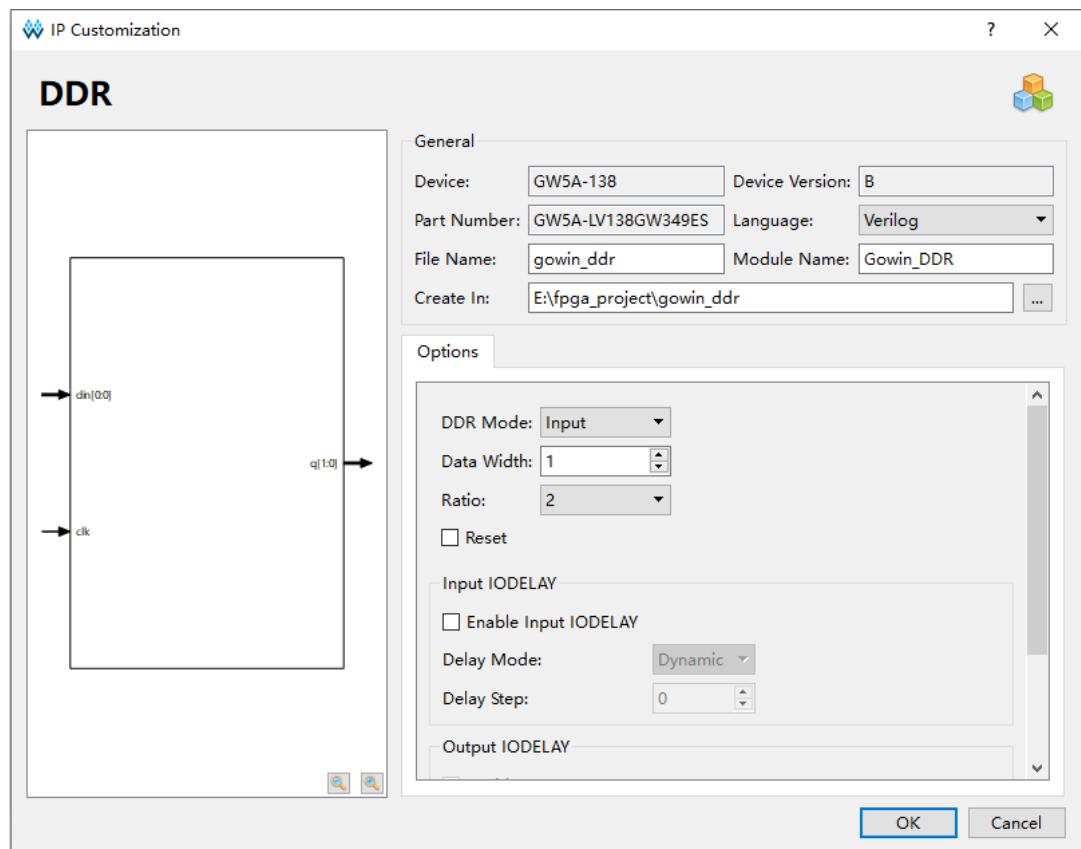 IP Customization ?
DDR
General
Device: GW5A-138 Device Version: B
Part Number: GW5A-LV138GW349ES Language: Verilog
File Name: gowin_ddr Module Name: Gowin_DDR
Create In: E:\fpga_project\gowin_ddr ...
Options
din[0:0]
q[1:0]
clk
DDR Mode: Input
Data Width: 1
Ratio: 2
Reset
Input IODELAY
Enable Input IODELAY
Delay Mode: Dynamic
Delay Step: 0
Output IODELAY
OK Cancel